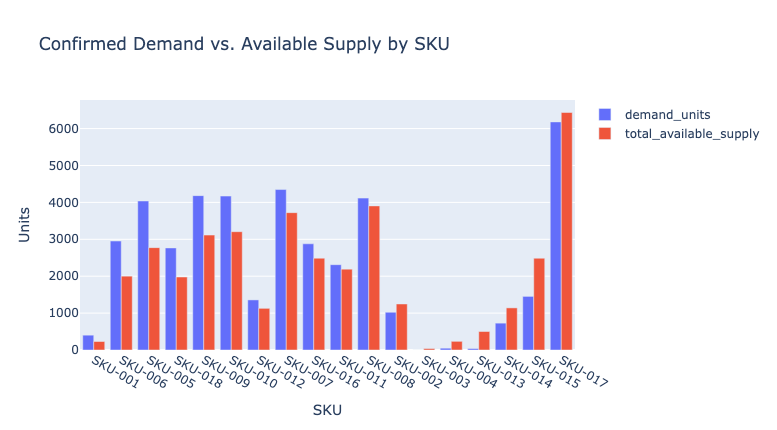 Confirmed Demand vs. Available Supply by SKU
demand_units
total_available_supply
6000
5000
4000
3000
2000
1000
0
Units
SKU-001
SKU-006
SKU-005
SKU-018
SKU-009
SKU-010
SKU-012
SKU-007
SKU-016
SKU-011
SKU-008
SKU-002
SKU-003
SKU-004
SKU-013
SKU-014
SKU-015
SKU-017
SKU